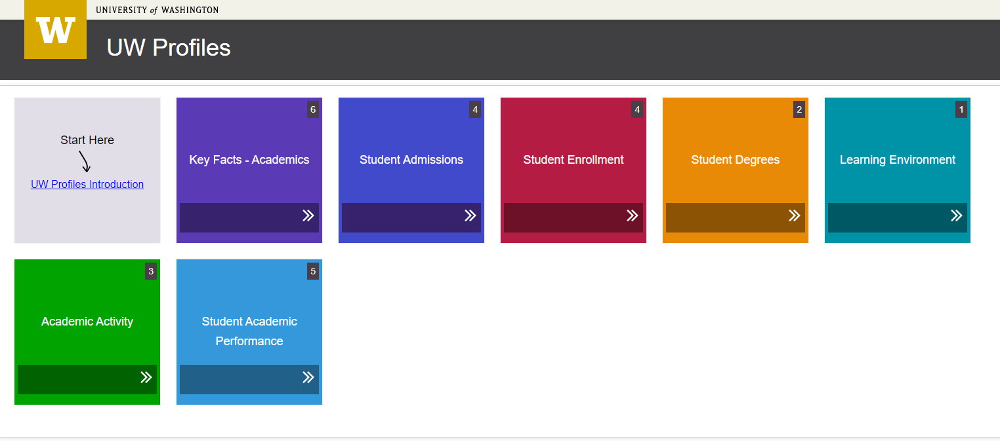 W
UNIVERSITY of WASHINGTON
UW Profiles
Start Here
UW Profiles Introduction
6
Key Facts - Academics
4
Student Admissions
4
Student Enrollment
2
Student Degrees
1
Learning Environment
3
Academic Activity
5
Student Academic
Performance